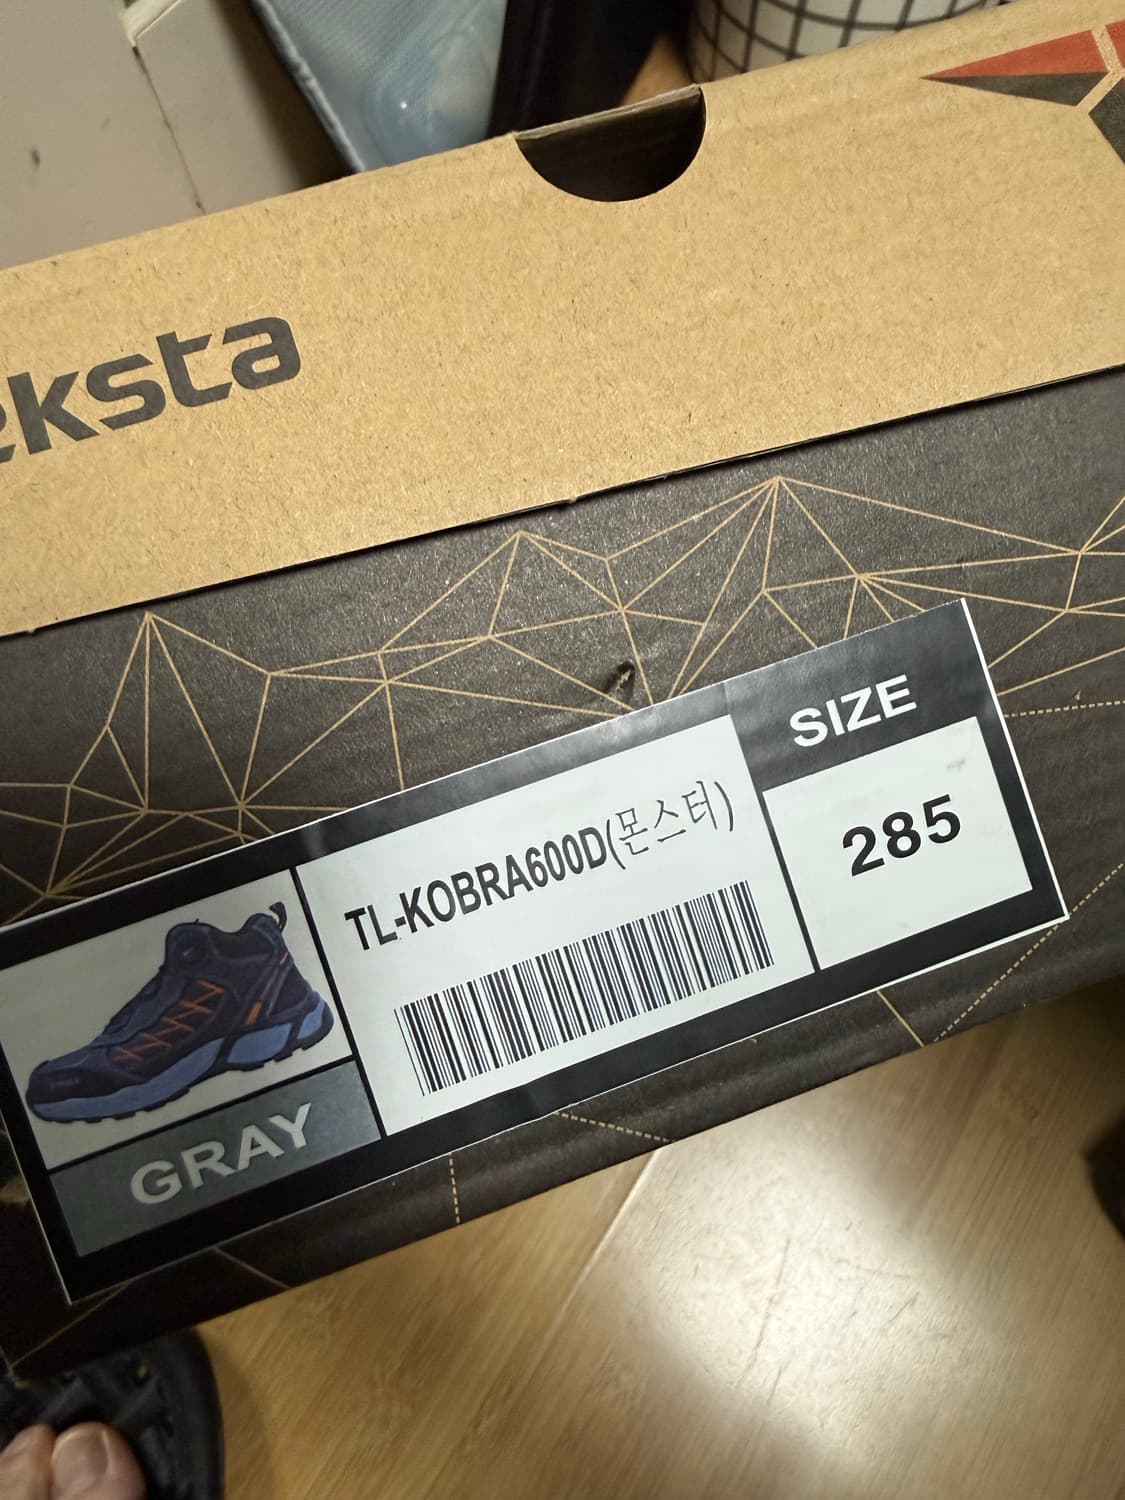 eksta
SIZE
TL-KOBRA600D(몬스터)
285
GRAY